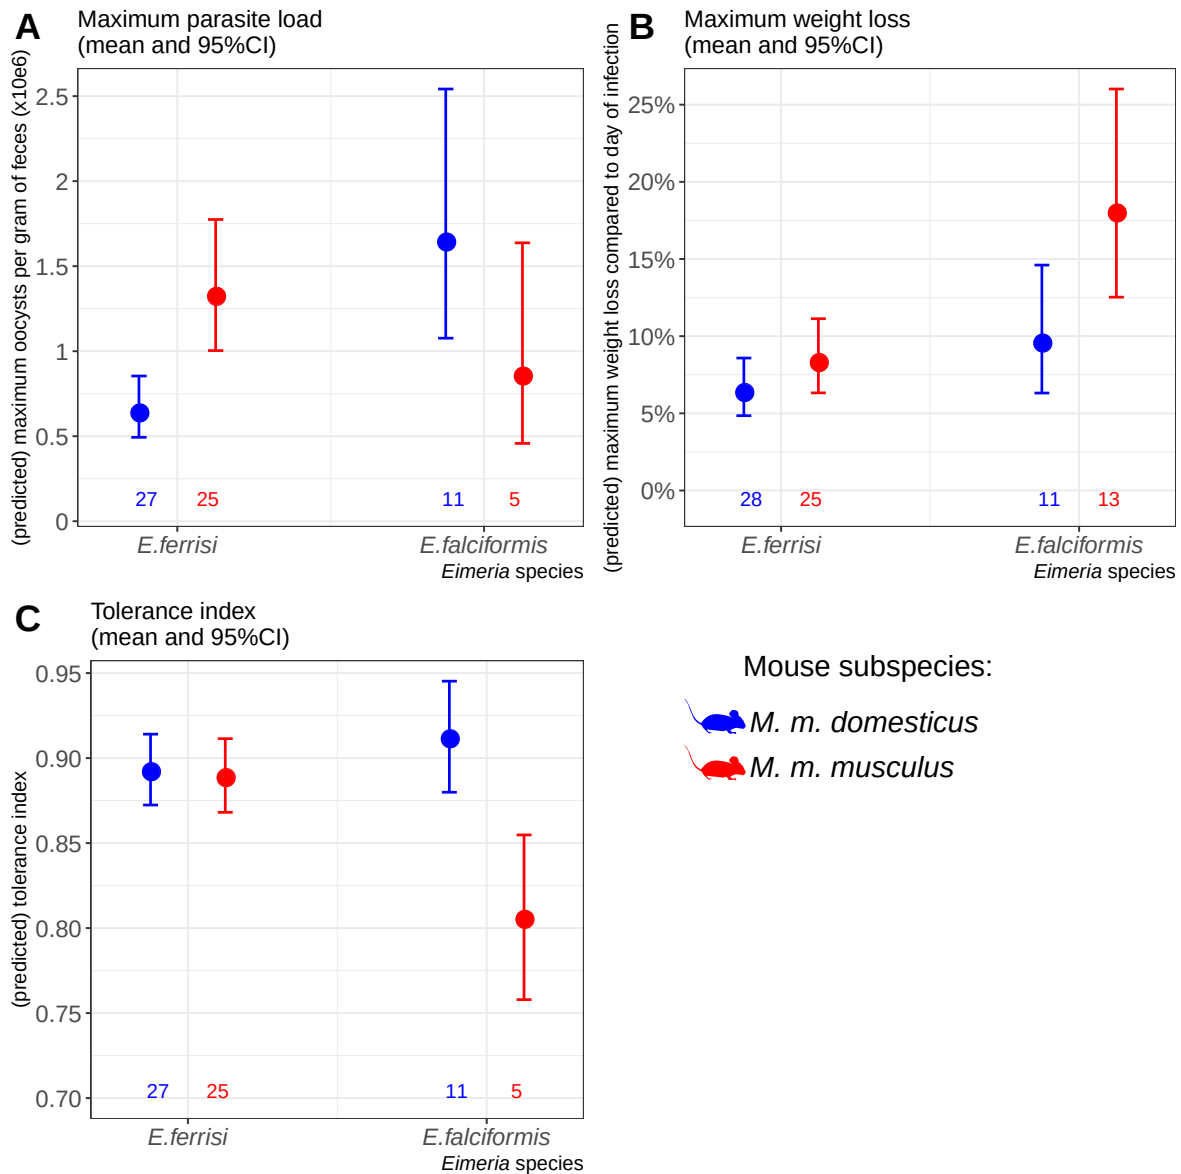 A
Maximum parasite load
(mean and 95%CI)
(predicted) maximum oocysts per gram of feces (x10e6)
2.5
2
1.5
1
0.5
0
27
25
11
5
E.ferrisi
E.falciformis
Eimeria species
B
Maximum weight loss
(mean and 95%CI)
(predicted) maximum weight loss compared to day of infection
25%
20%
15%
10%
5%
0%
28
25
11
13
E.ferrisi
E.falciformis
Eimeria species
C
Tolerance index
(mean and 95%CI)
(predicted) tolerance index
0.95
0.90
0.85
0.80
0.75
0.70
27
25
11
5
E.ferrisi
E.falciformis
Eimeria species
Mouse subspecies:
M. m. domesticus
M. m. musculus